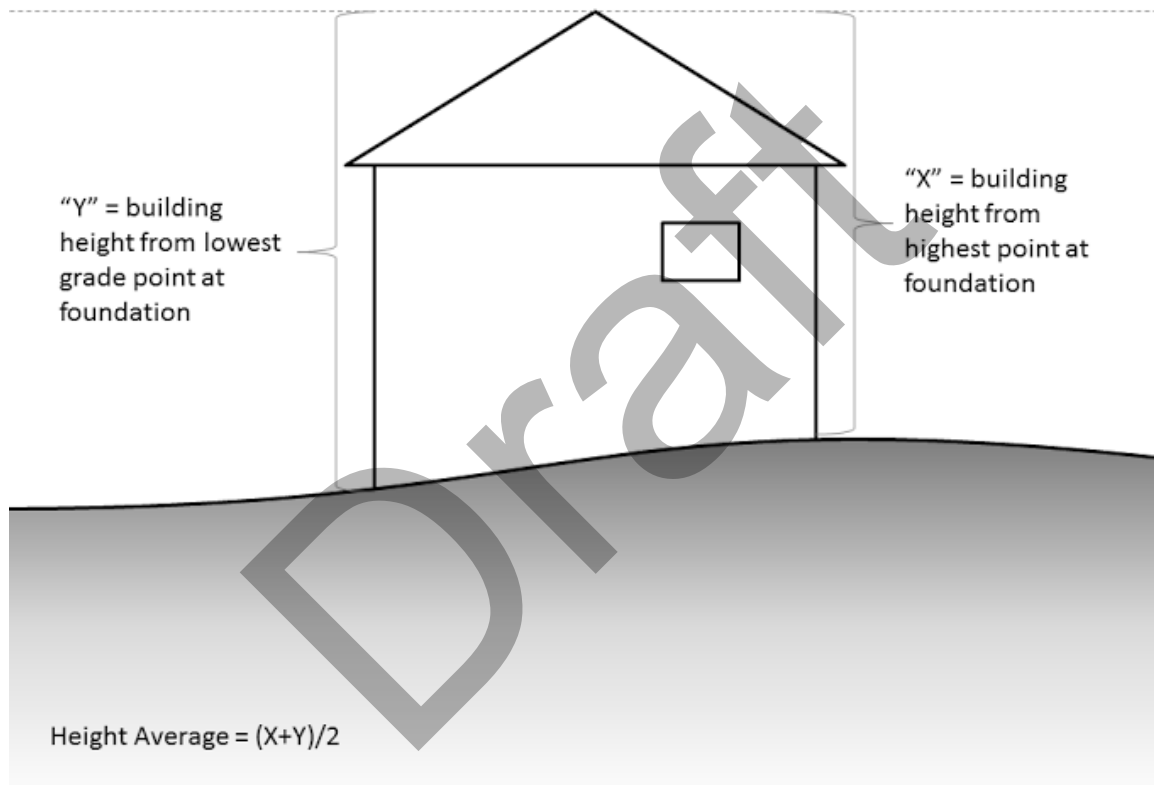 “Y” = building
height from lowest
grade point at
foundation
“X” = building
height from
highest point at
foundation
Draft
Height Average = (X+Y)/2